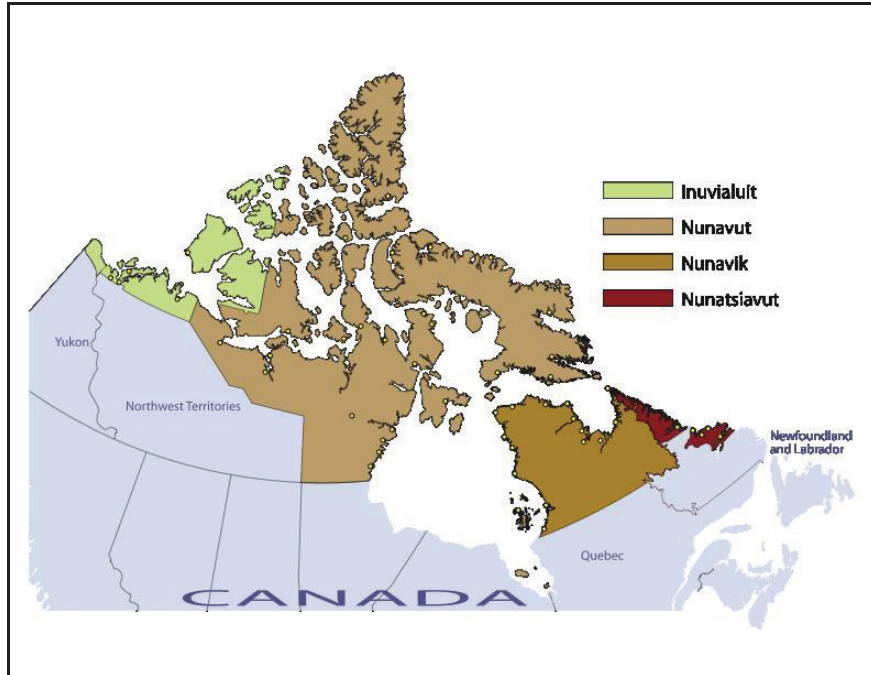 Inuvialuit
Nunavut
Nunavik
Nunatsiavut
Yukon
Northwest Territories
Newfoundland
and Labrador
Quebec
CANADA